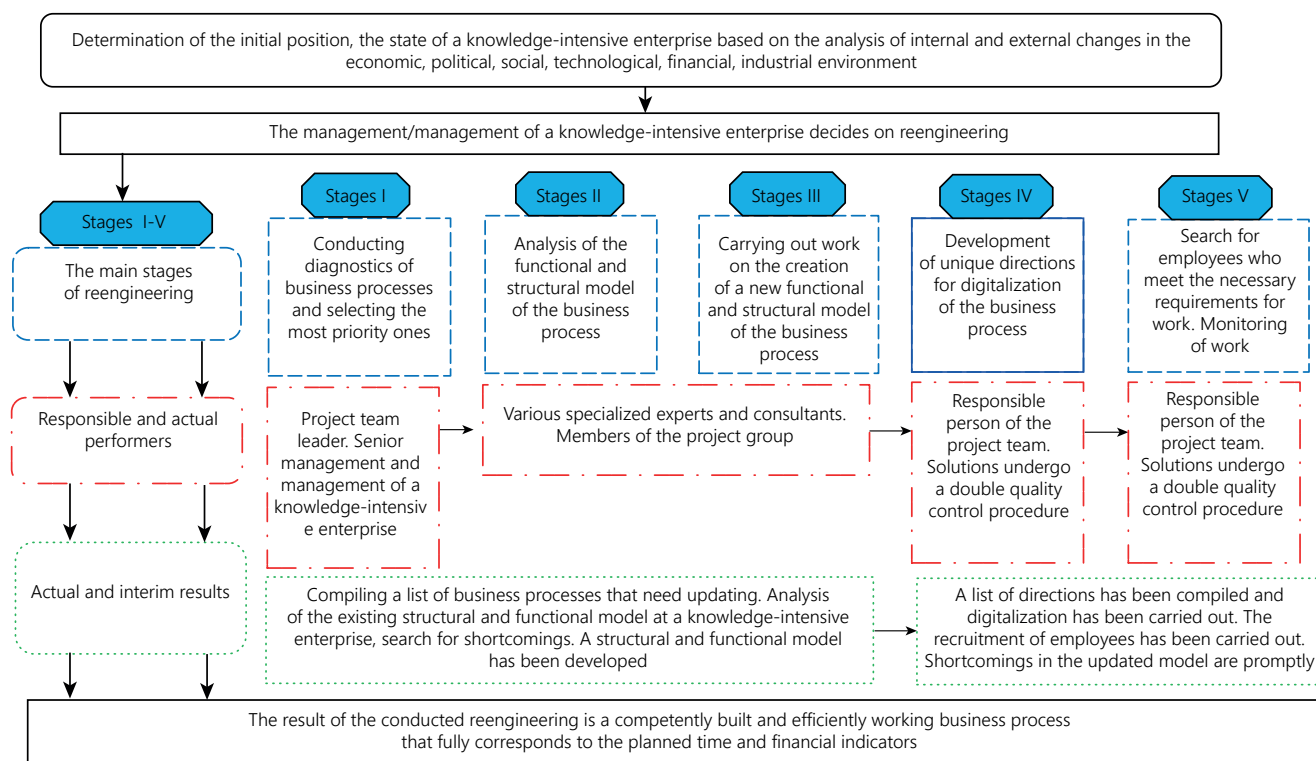 Determination of the initial position, the state of a knowledge-intensive enterprise based on the analysis of internal and external changes in the
economic, political, social, technological, financial, industrial environment
The management/management of a knowledge-intensive enterprise decides on reengineering
Stages I-V
Stages I
Stages II
Stages III
Stages IV
Stages V
The main stages
of reengineering
Conducting
diagnostics of
business processes
and selecting the
most priority ones
Analysis of the
functional and
structural model
of the business
process
Carrying out work
on the creation
of a new functional
and structural model
of the business
process
Development
of unique directions
for digitalization
of the business
process
Search for
employees who
meet the necessary
requirements for
work. Monitoring
of work
Responsible and actual
performers
Project team
leader. Senior
management and
management of a
knowledge-intensiv
e enterprise
Various specialized experts and consultants.
Members of the project group
Responsible
person of the
project team.
Solutions undergo
a double quality
control procedure
Responsible
person of the
project team.
Solutions undergo
a double quality
control procedure
Actual and interim results
Compiling a list of business processes that need updating. Analysis
of the existing structural and functional model at a knowledge-intensive
enterprise, search for shortcomings. A structural and functional model
has been developed
A list of directions has been compiled and
digitalization has been carried out. The
recruitment of employees has been carried out.
Shortcomings in the updated model are promptly
The result of the conducted reengineering is a competently built and efficiently working business process
that fully corresponds to the planned time and financial indicators